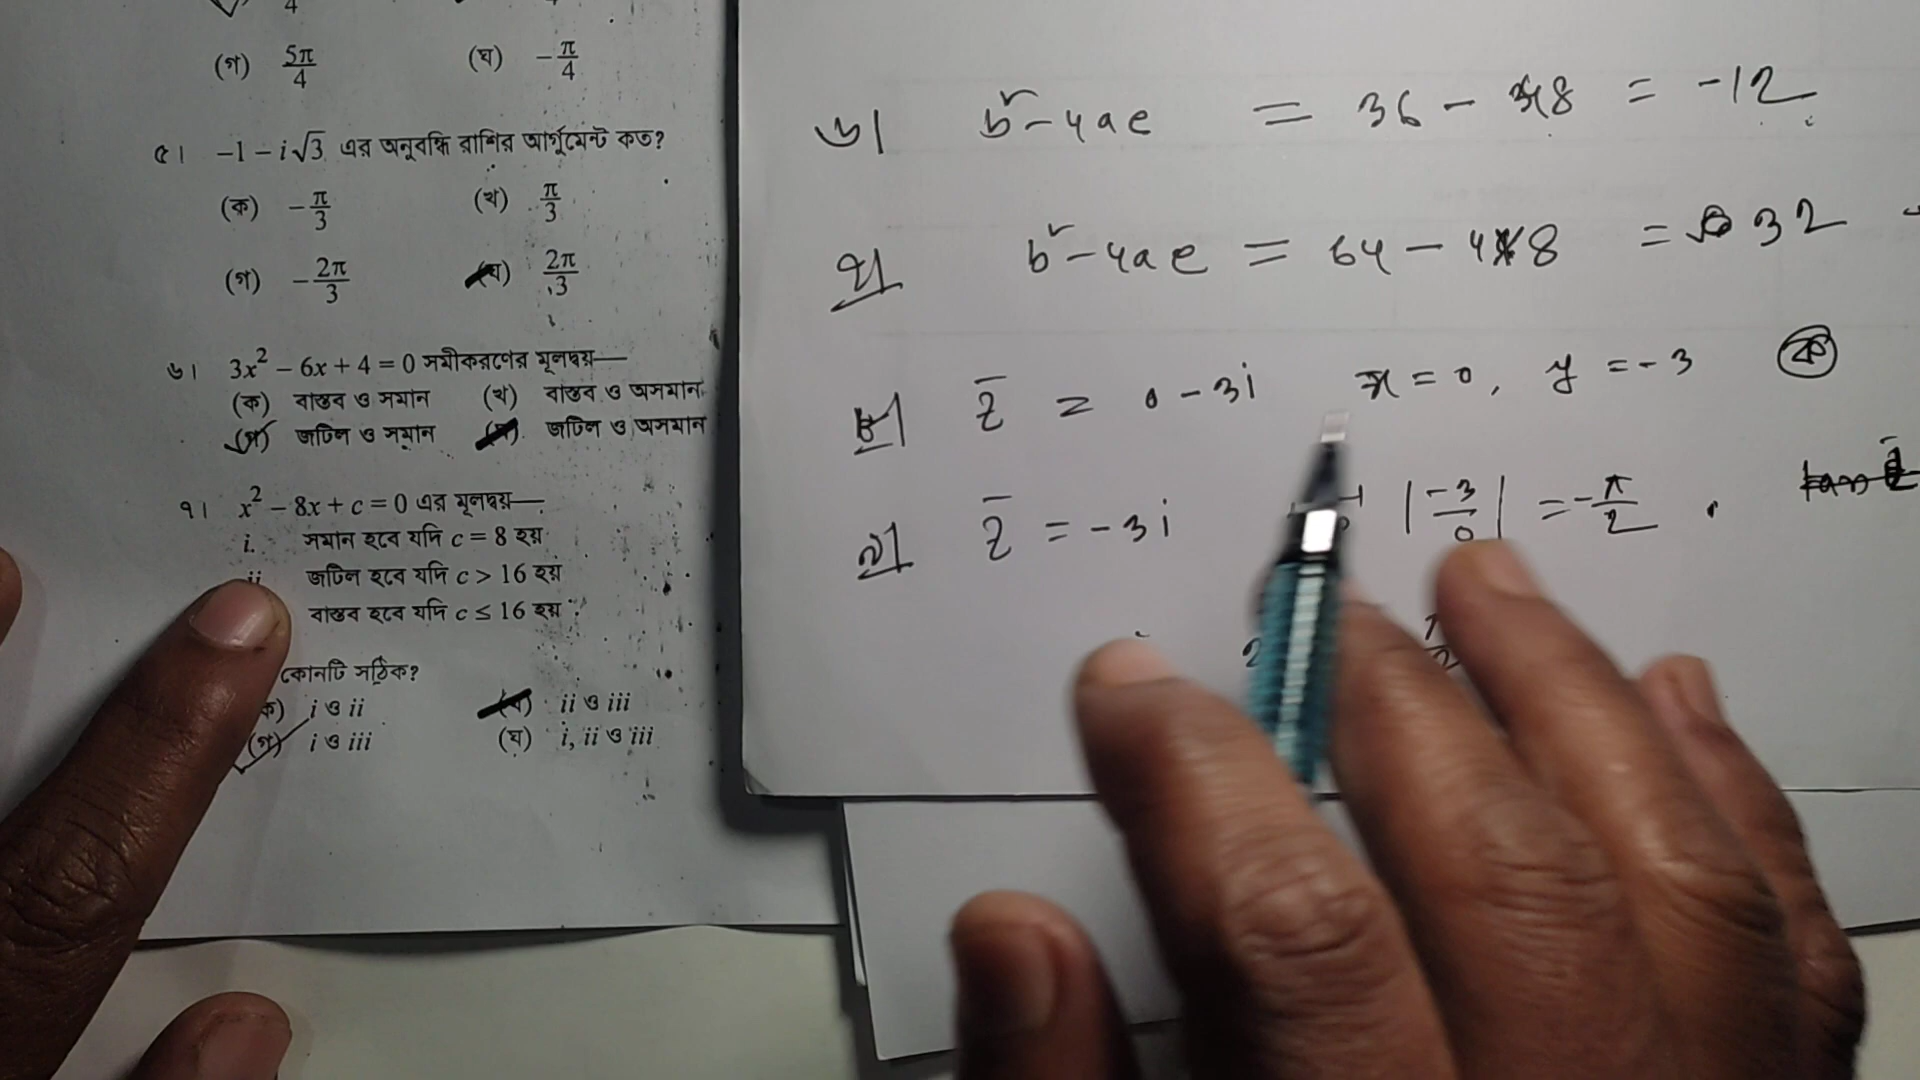 4
(গ) 5π/4 (ঘ) -π/4
৫। -1 - i√3 এর অনুবন্ধি রাশির আর্গুমেন্ট কত?
(ক) -π/3 (খ) π/3
(গ) -2π/3 (ঘ) 2π/3
৬। 3x² - 6x + 4 = 0 সমীকরণের মূলদ্বয়—
(ক) বাস্তব ও সমান (খ) বাস্তব ও অসমান
(গ) জটিল ও সমান (ঘ) জটিল ও অসমান
৭। x² - 8x + c = 0 এর মূলদ্বয়—
i. সমান হবে যদি c = 8 হয়
ii জটিল হবে যদি c > 16 হয়
বাস্তব হবে যদি c ≤ 16 হয়
কোনটি সঠিক?
ক) i ও ii (খ) ii ও iii
(গ) i ও iii (ঘ) i, ii ও iii
৬। b² - 4ac = 36 - 48 = -12
৭। b² - 4ac = 64 - 4×8 = 32
৮। z̄ = 0 - 3i x = 0, y = -3 (ক)
৯। z̄ = -3i |-3/0| = -π/2